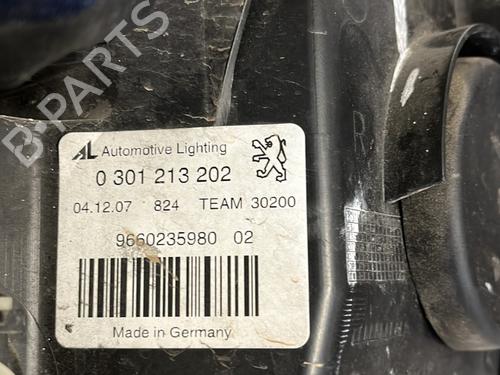 B-PARTS
AL Automotive Lighting
0 301 213 202
04.12.07 824 TEAM 30200
9660235980 02
Made in Germany
R